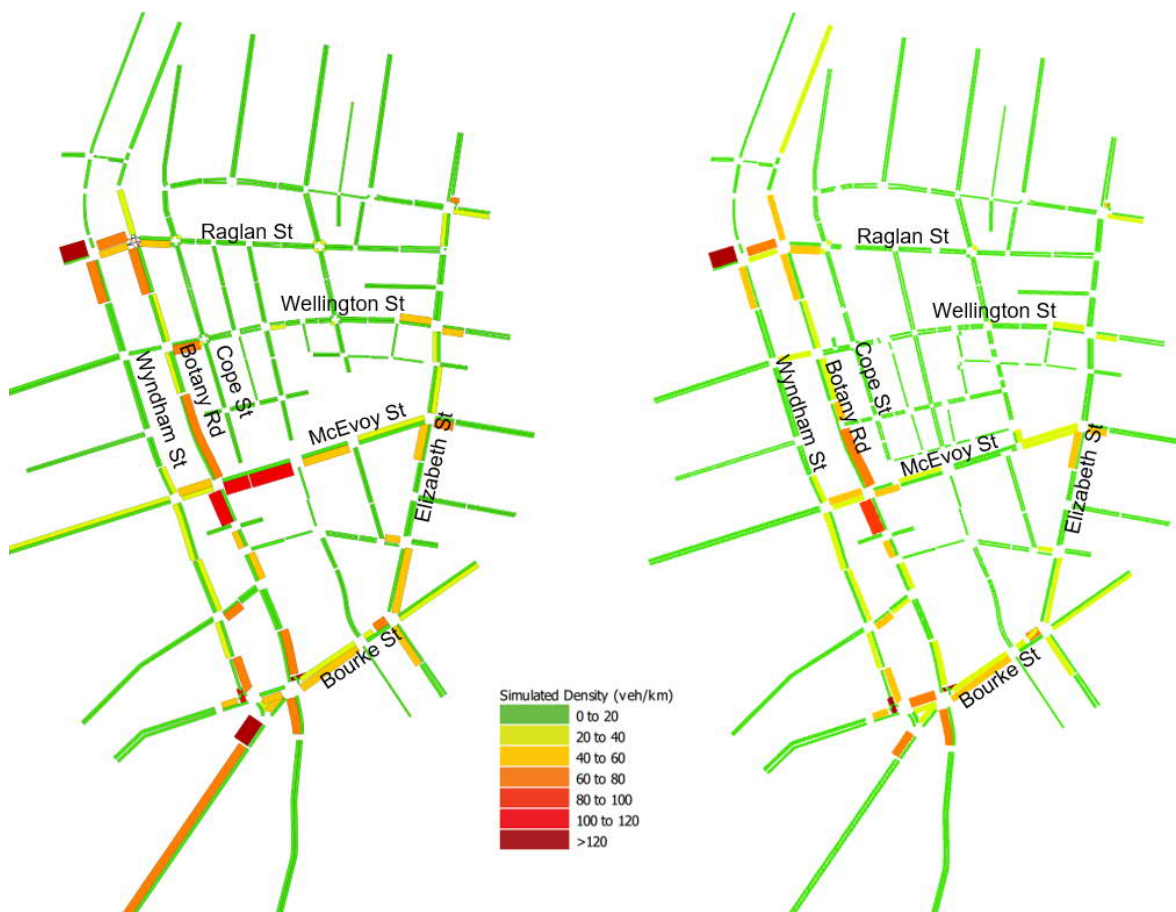 Raglan St
Wellington St
Wyndham St
Botany Rd
Cope St
McEvoy St
Elizabeth St
Bourke St
Raglan St
Wellington St
Wyndham St
Botany Rd
Cope St
McEvoy St
Elizabeth St
Bourke St
Simulated Density (veh/km)
0 to 20
20 to 40
40 to 60
60 to 80
80 to 100
100 to 120
>120